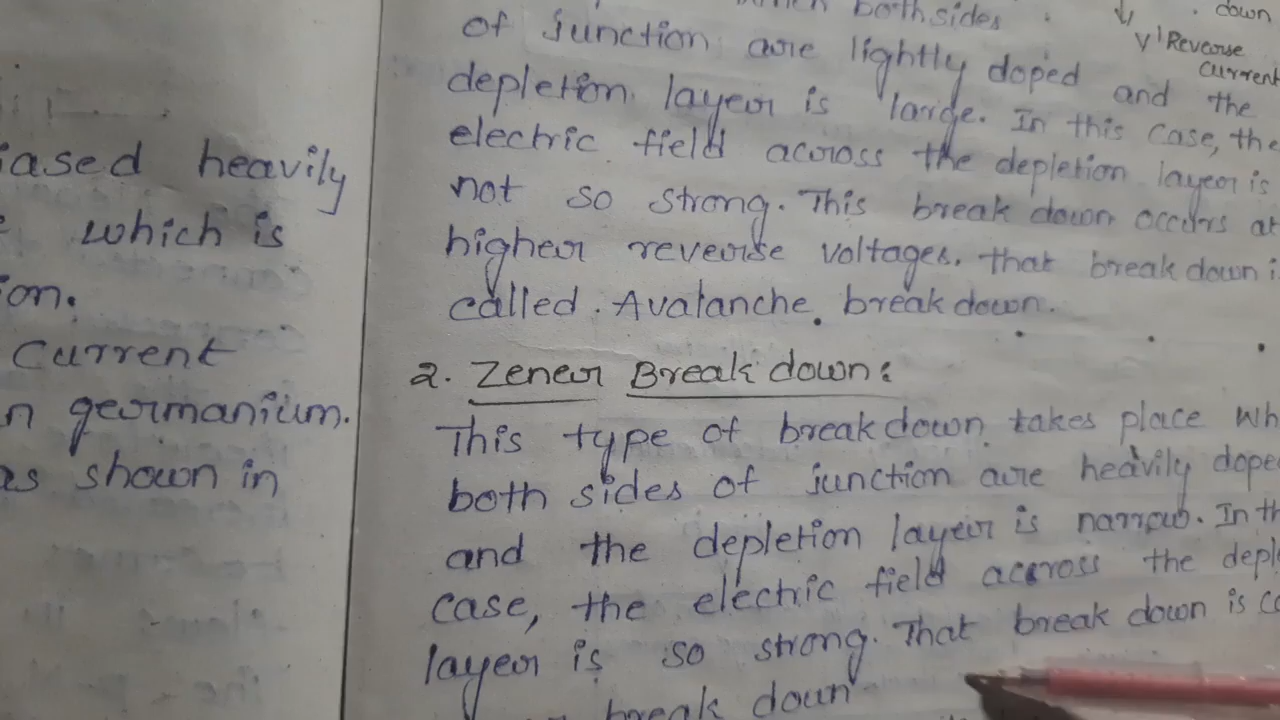 iased heavily
which is
ion.
Current
n germanium.
as shown in
both sides
of junction are lightly doped and the
depletion layer is large. In this case, the
electric field across the depletion layer is
not so strong. This break down occurs at
higher reverse voltages. that break down i
called. Avalanche break down.
2. Zener Break down:
This type of break down takes place wh
both sides of junction are heavily dope
and the depletion layer is narrow. In th
case, the electric field across the depl
layer is so strong. That break down is ca
break down
down
V Reverse
current